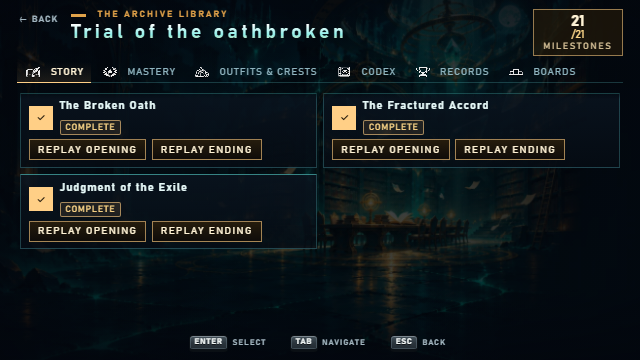 ← BACK
THE ARCHIVE LIBRARY
Trial of the oathbroken
21
/21
MILESTONES
STORY
MASTERY
OUTFITS & CRESTS
CODEX
RECORDS
BOARDS
The Broken Oath
COMPLETE
REPLAY OPENING
REPLAY ENDING
The Fractured Accord
COMPLETE
REPLAY OPENING
REPLAY ENDING
Judgment of the Exile
COMPLETE
REPLAY OPENING
REPLAY ENDING
ENTER SELECT
TAB NAVIGATE
ESC BACK